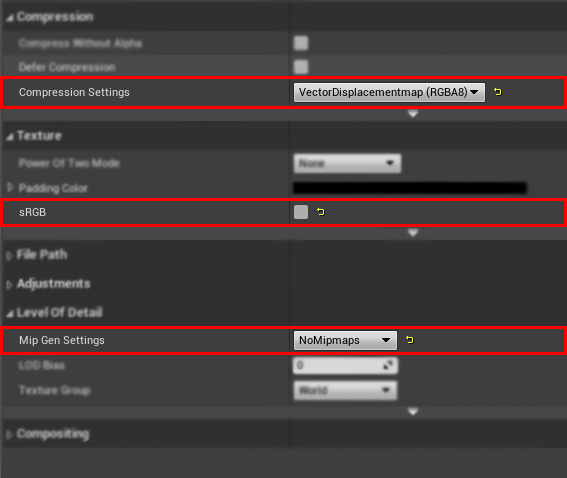 Compression
Compress Without Alpha
Defer Compression
Compression Settings VectorDisplacementmap (RGBA8)
Texture
Power Of Two Mode None
Padding Color
sRGB
File Path
Adjustments
Level Of Detail
Mip Gen Settings NoMipmaps
LOD Bias 0
Texture Group World
Compositing